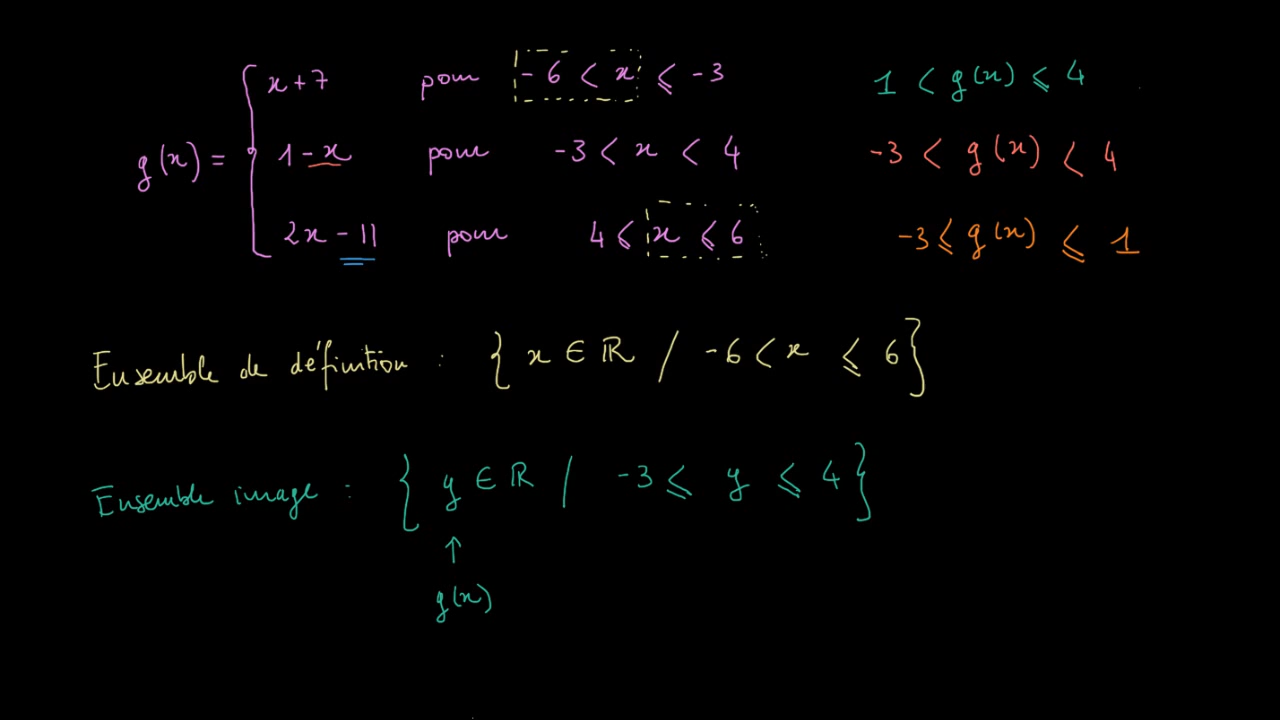 x+7 pour -6 < x ⩽ -3 1 < g(x) ⩽ 4
g(x) = { 1-x pour -3 < x < 4 -3 < g(x) < 4
2x - 11 pour 4 ⩽ x ⩽ 6 -3 ⩽ g(x) ⩽ 1
Ensemble de définition : { x ∈ ℝ / -6 < x ⩽ 6 }
Ensemble image : { y ∈ ℝ / -3 ⩽ y ⩽ 4 }
↑
g(x)